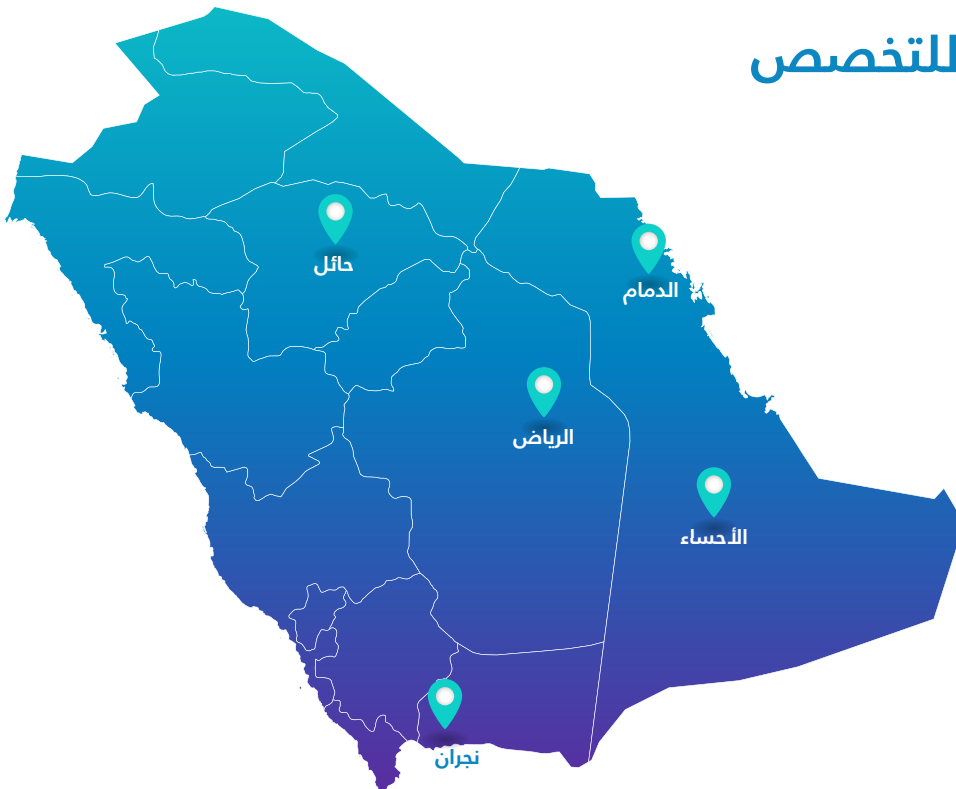 للتخصص
حائل
الدمام
الرياض
الأحساء
نجران